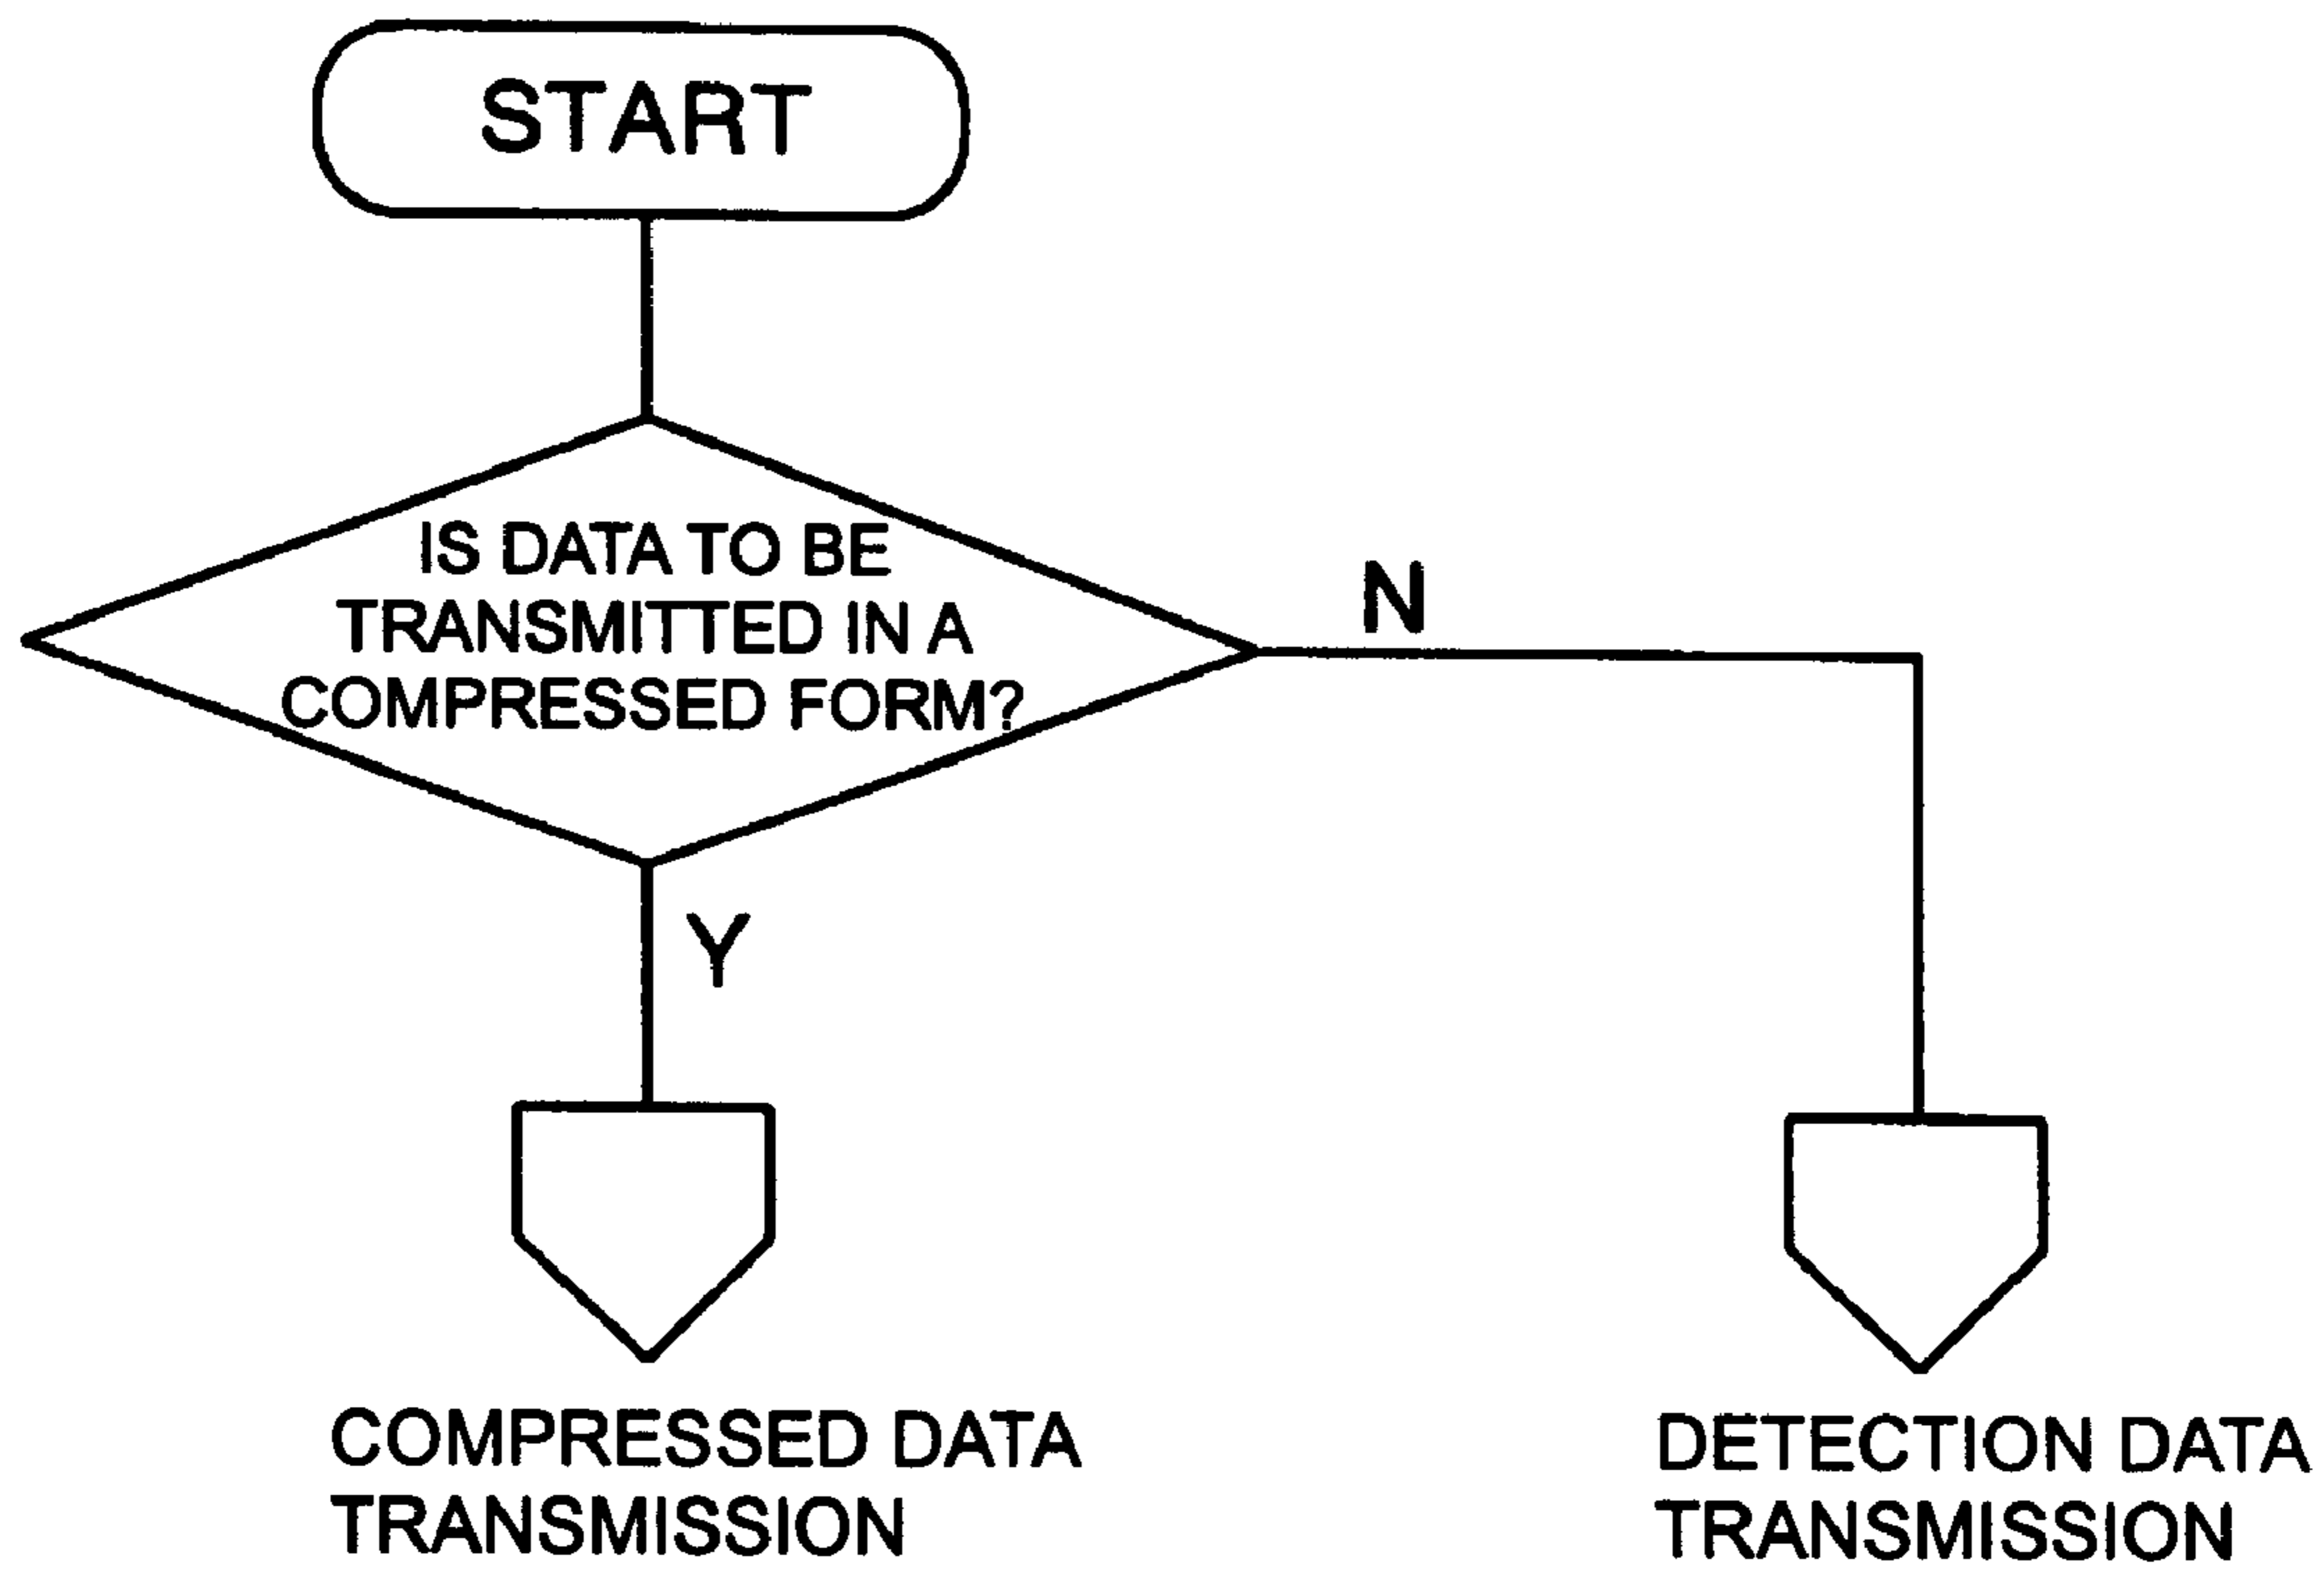 START
IS DATA TO BE
TRANSMITTED IN A
COMPRESSED FORM?
N
Y
COMPRESSED DATA
TRANSMISSION
DETECTION DATA
TRANSMISSION